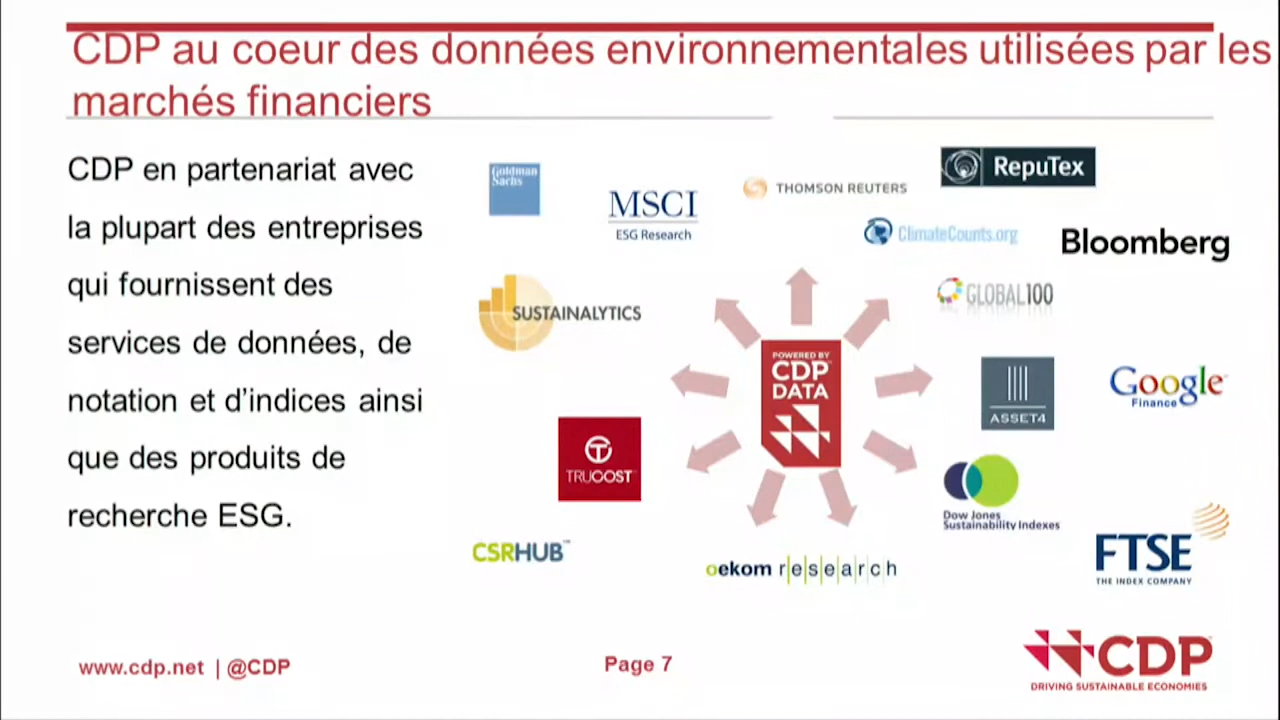 CDP au coeur des données environnementales utilisées par les
marchés financiers
CDP en partenariat avec
la plupart des entreprises
qui fournissent des
services de données, de
notation et d'indices ainsi
que des produits de
recherche ESG.
Goldman
Sachs
MSCI
ESG Research
THOMSON REUTERS
RepuTex
ClimateCounts.org
Bloomberg
SUSTAINALYTICS
GLOBAL100
POWERED BY
CDP
DATA
ASSET4
Google
Finance
TRUCOST
Dow Jones
Sustainability Indexes
CSRHUB™
oekom research
FTSE
THE INDEX COMPANY
www.cdp.net | @CDP
Page 7
CDP
DRIVING SUSTAINABLE ECONOMIES